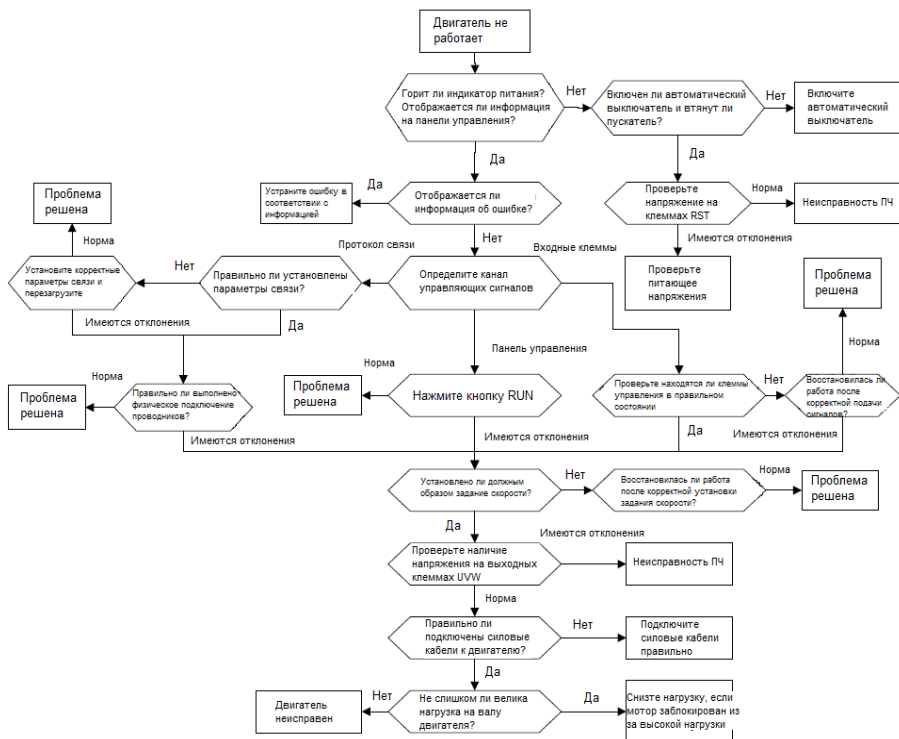 Двигатель не
работает
Горит ли индикатор питания?
Отображается ли информация
на панели управления?
Нет
Включен ли автоматический
выключатель и втянут ли
пускатель?
Нет
Включите
автоматический
выключатель
Да
Да
Проблема
решена
Устраните ошибку в
соответствии с
информацией
Да
Отображается ли
информация об ошибке?
Проверьте
напряжение на
клеммах RST
Норма
Неисправность ПЧ
Норма
Протокол связи
Нет
Входные клеммы
Имеются отклонения
Установите корректные
параметры связи и
перезагрузите
Нет
Правильно ли установлены
параметры связи?
Определите канал
управляющих сигналов
Проверьте
питающее
напряжения
Проблема
решена
Имеются отклонения
Да
Панель управления
Норма
Проблема
решена
Норма
Правильно ли выполнено
физическое подключение
проводников?
Проблема
решена
Норма
Нажмите кнопку RUN
Проверьте находятся ли клеммы
управления в правильном
состоянии
Нет
Восстановилась ли
работа после
корректной подачи
сигналов?
Имеются отклонения
Имеются отклонения
Да
Имеются отклонения
Установлено ли должным
образом задание скорости?
Нет
Восстановилась ли работа
после корректной установки
задания скорости?
Норма
Проблема
решена
Да
Имеются отклонения
Проверьте наличие
напряжения на выходных
клеммах UVW
Неисправность ПЧ
Норма
Правильно ли
подключены силовые
кабели к двигателю?
Нет
Подключите
силовые кабели
правильно
Да
Двигатель
неисправен
Нет
Не слишком ли велика
нагрузка на валу
двигателя?
Да
Снизте нагрузку, если
мотор заблокирован из
за высокой нагрузки